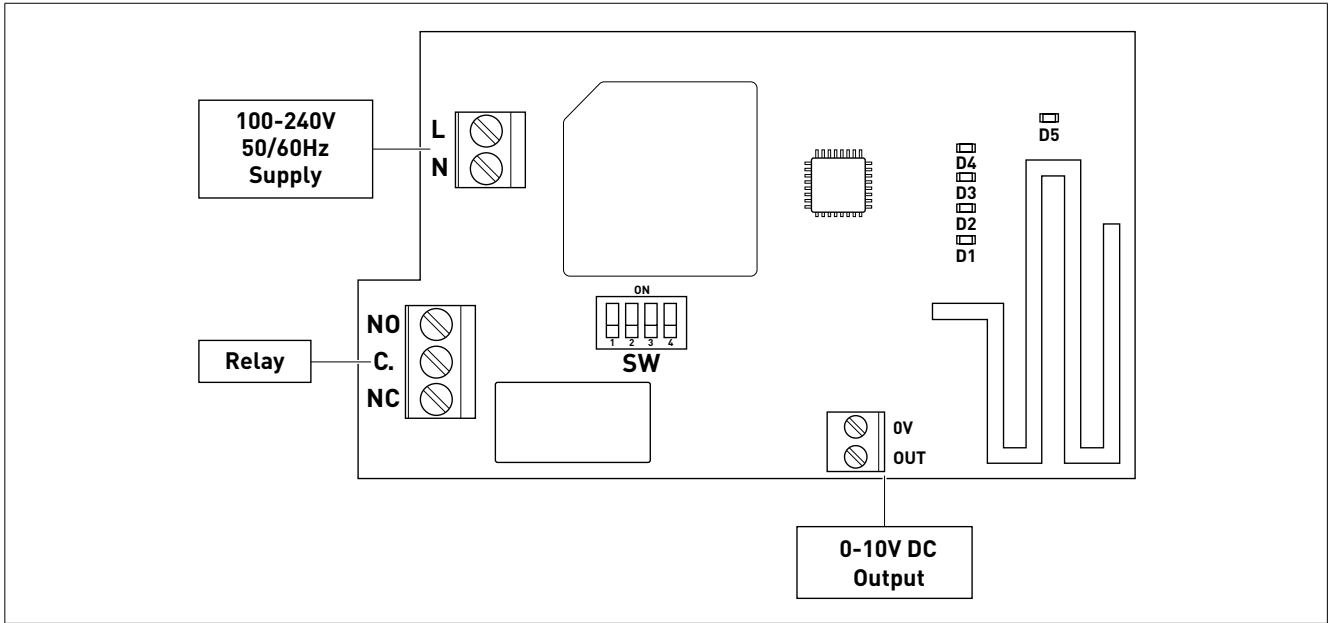 100-240V
50/60Hz
Supply
L
N
D5
D4
D3
D2
D1
ON
1 2 3 4
SW
NO
C.
NC
Relay
0V
OUT
0-10V DC
Output